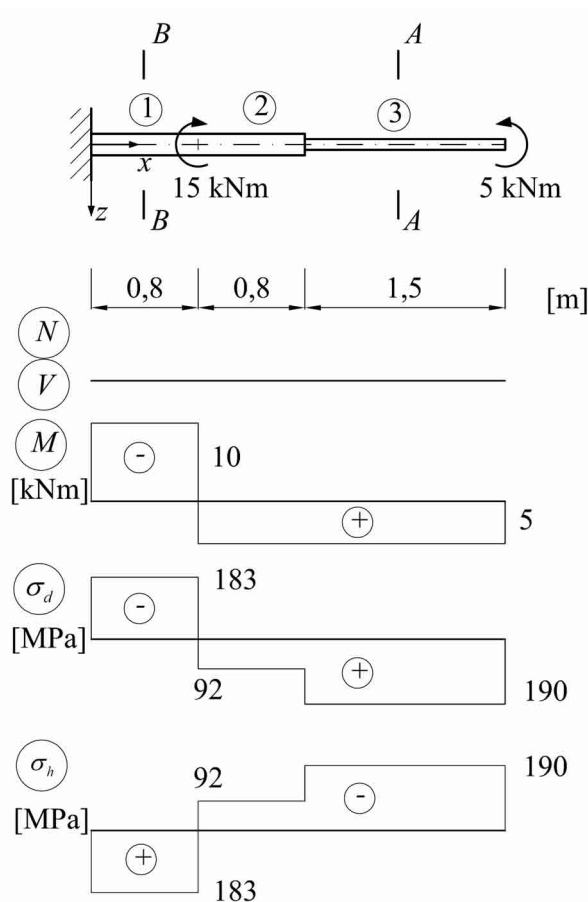 B A
1 2 3
x 15 kNm 5 kNm
z B A
0,8 0,8 1,5 [m]
N
V
M - 10
[kNm] + 5
σd - 183
[MPa] 92 + 190
σh 92 - 190
[MPa] + 183